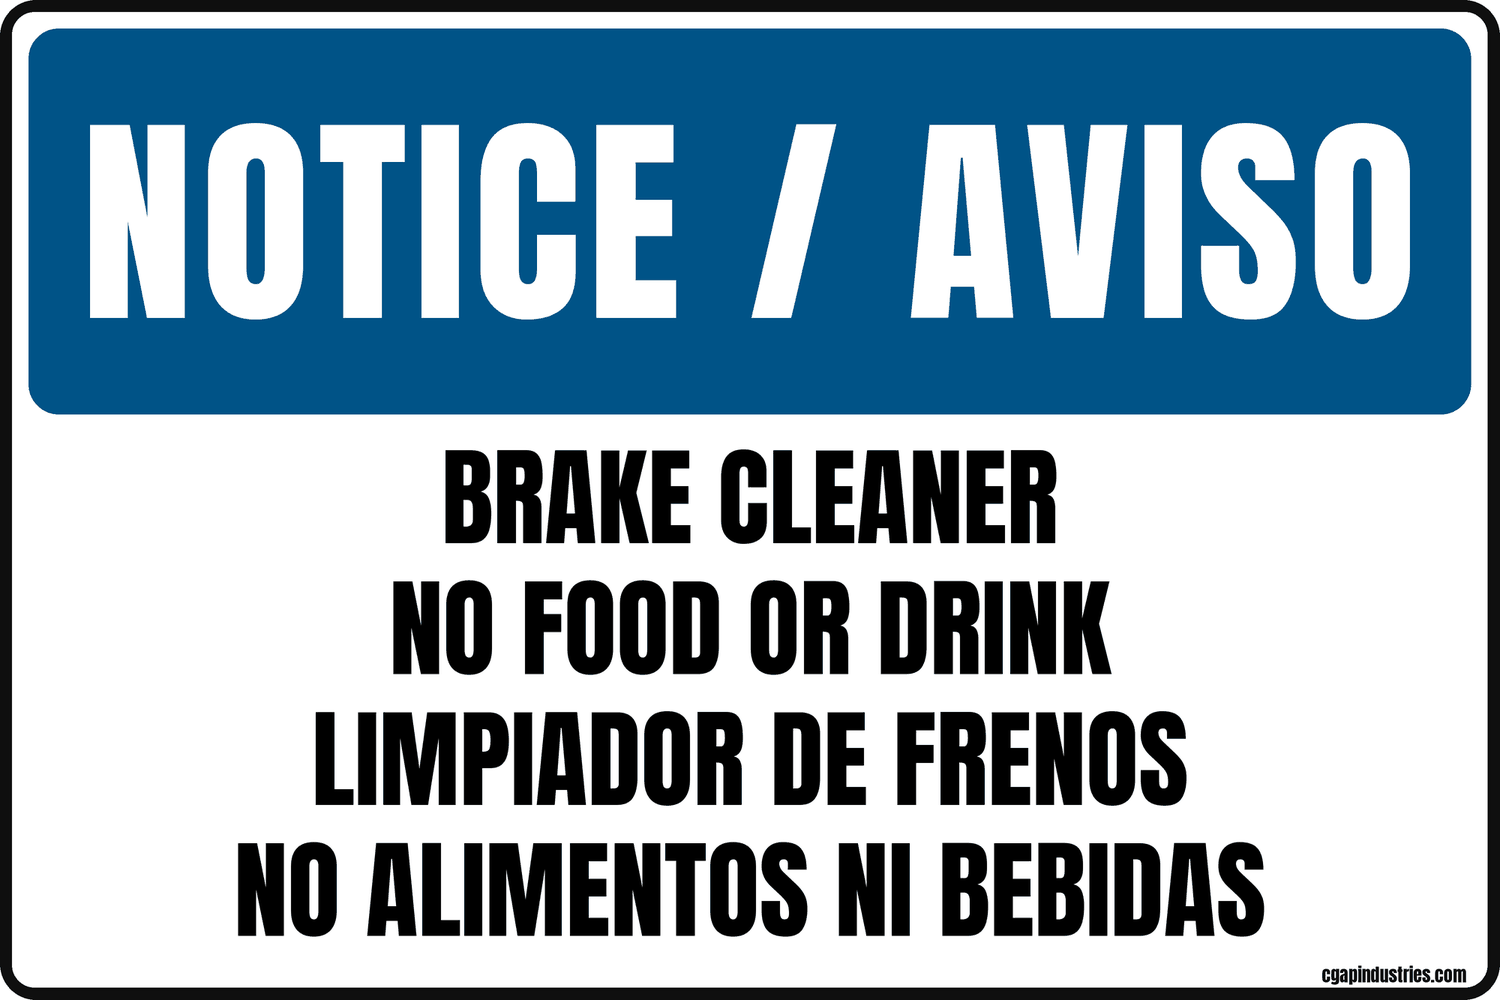 NOTICE / AVISO
BRAKE CLEANER
NO FOOD OR DRINK
LIMPIADOR DE FRENOS
NO ALIMENTOS NI BEBIDAS
cgapindustries.com